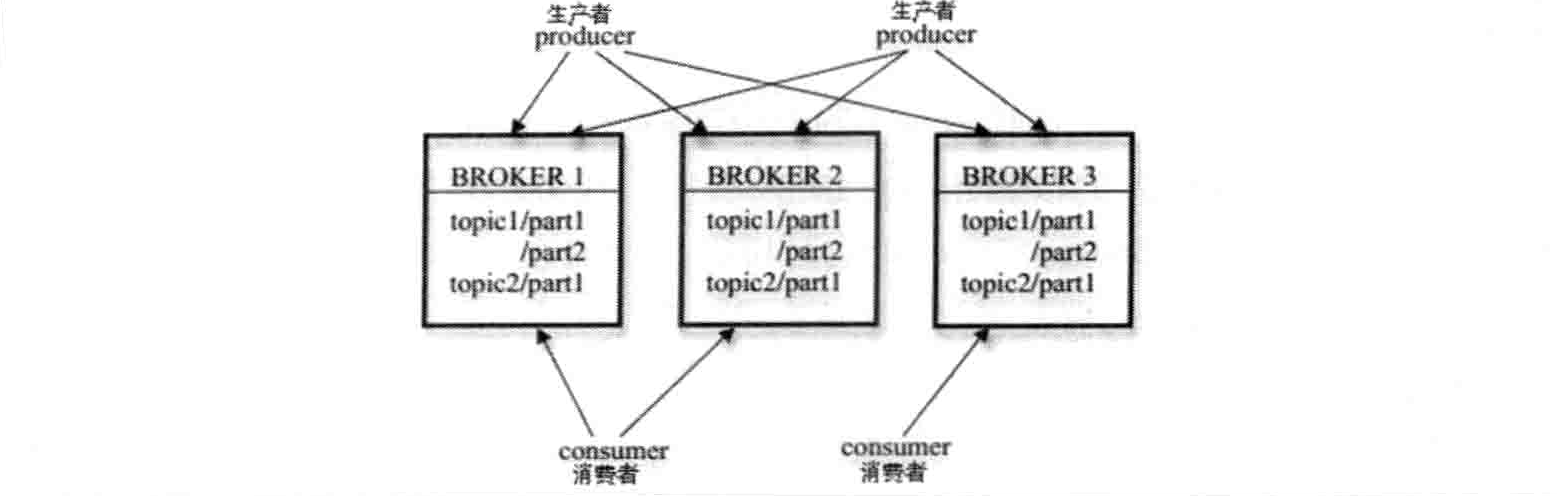 生产者
producer
生产者
producer
BROKER 1
topic1/part1
/part2
topic2/part1
BROKER 2
topic1/part1
/part2
topic2/part1
BROKER 3
topic1/part1
/part2
topic2/part1
consumer
消费者
consumer
消费者